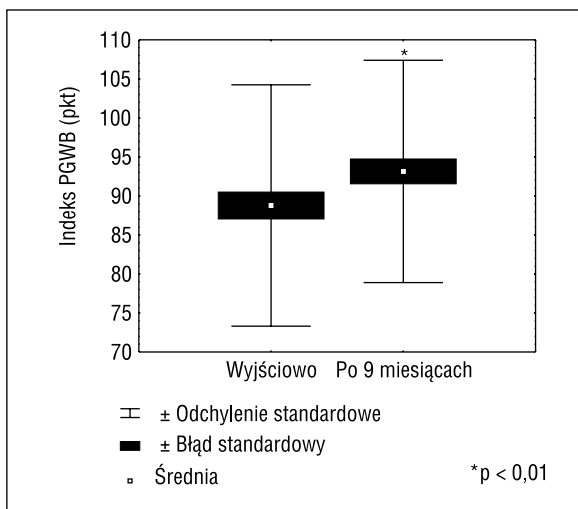 Indeks PGWB (pkt)
110
105
100
95
90
85
80
75
70
*
Wyjściowo Po 9 miesiącach
± Odchylenie standardowe
± Błąd standardowy
Średnia
*p < 0,01